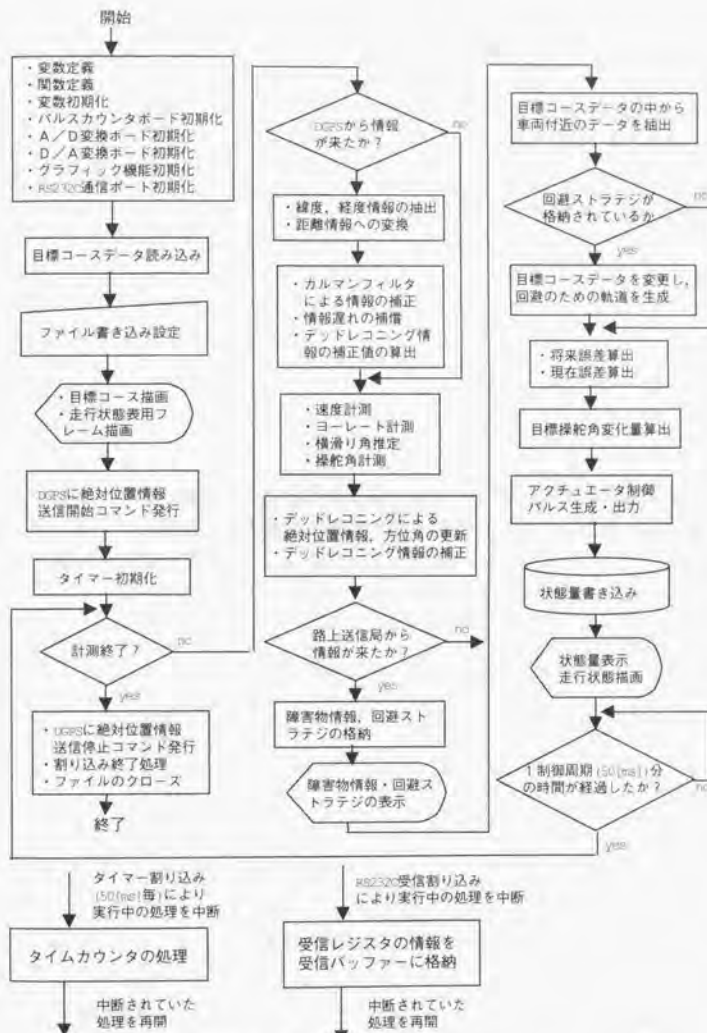 開始
・変数定義
・関数定義
・変数初期化
・パルスカウンタボード初期化
・A/D変換ボード初期化
・D/A変換ボード初期化
・グラフィック機能初期化
・RS232C通信ポート初期化
目標コースデータ読み込み
ファイル書き込み設定
・目標コース描画
・走行状態表用フ
レーム描画
DGPSに絶対位置情報
送信開始コマンド発行
タイマー初期化
計測終了?
no
yes
・DGPSに絶対位置情報
送信停止コマンド発行
・割り込み終了処理
・ファイルのクローズ
終了
DGPSから情報
が来たか?
no
・緯度,経度情報の抽出
・距離情報への変換
・カルマンフィルタ
による情報の補正
・情報遅れの補償
・デッドレコニング情
報の補正値の算出
・速度計測
・ヨーレート計測
・横滑り角推定
・操舵角計測
・デッドレコニングによる
絶対位置情報,方位角の更新
・デッドレコニング情報の補正
路上送信局から
情報が来たか?
no
yes
障害物情報,回避スト
ラテジの格納
障害物情報・回避ス
トラテジの表示
目標コースデータの中から
車両付近のデータを抽出
回避ストラテジが
格納されているか
no
yes
目標コースデータを変更し,
回避のための軌道を生成
・将来誤差算出
・現在誤差算出
目標操舵角変化量算出
アクチュエータ制御
パルス生成・出力
状態量書き込み
状態量表示
走行状態描画
1制御周期(50[ms])分
の時間が経過したか?
no
yes
タイマー割り込み
(50[ms]毎)により
実行中の処理を中断
タイムカウンタの処理
中断されていた
処理を再開
RS232C受信割り込み
により実行中の処理を中断
受信レジスタの情報を
受信バッファーに格納
中断されていた
処理を再開